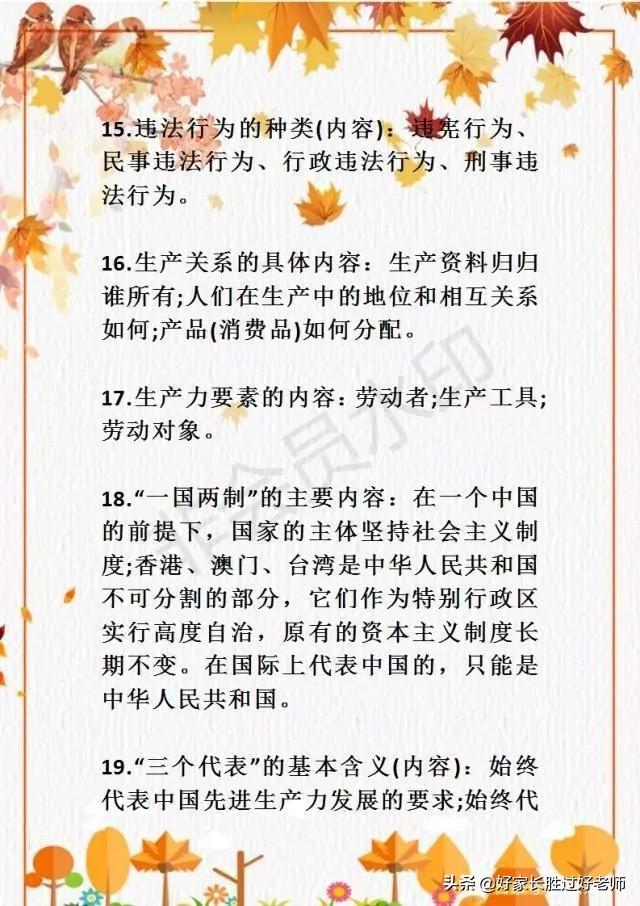 15.违法行为的种类(内容)：违宪行为、
民事违法行为、行政违法行为、刑事违
法行为。
16.生产关系的具体内容：生产资料归归
谁所有;人们在生产中的地位和相互关系
如何;产品(消费品)如何分配。
17.生产力要素的内容：劳动者;生产工具;
劳动对象。
18.“一国两制”的主要内容：在一个中国
的前提下，国家的主体坚持社会主义制
度;香港、澳门、台湾是中华人民共和国
不可分割的部分，它们作为特别行政区
实行高度自治，原有的资本主义制度长
期不变。在国际上代表中国的，只能是
中华人民共和国。
19.“三个代表”的基本含义(内容)：始终
代表中国先进生产力发展的要求;始终代
非会员水印
头条 @好家长胜过好老师